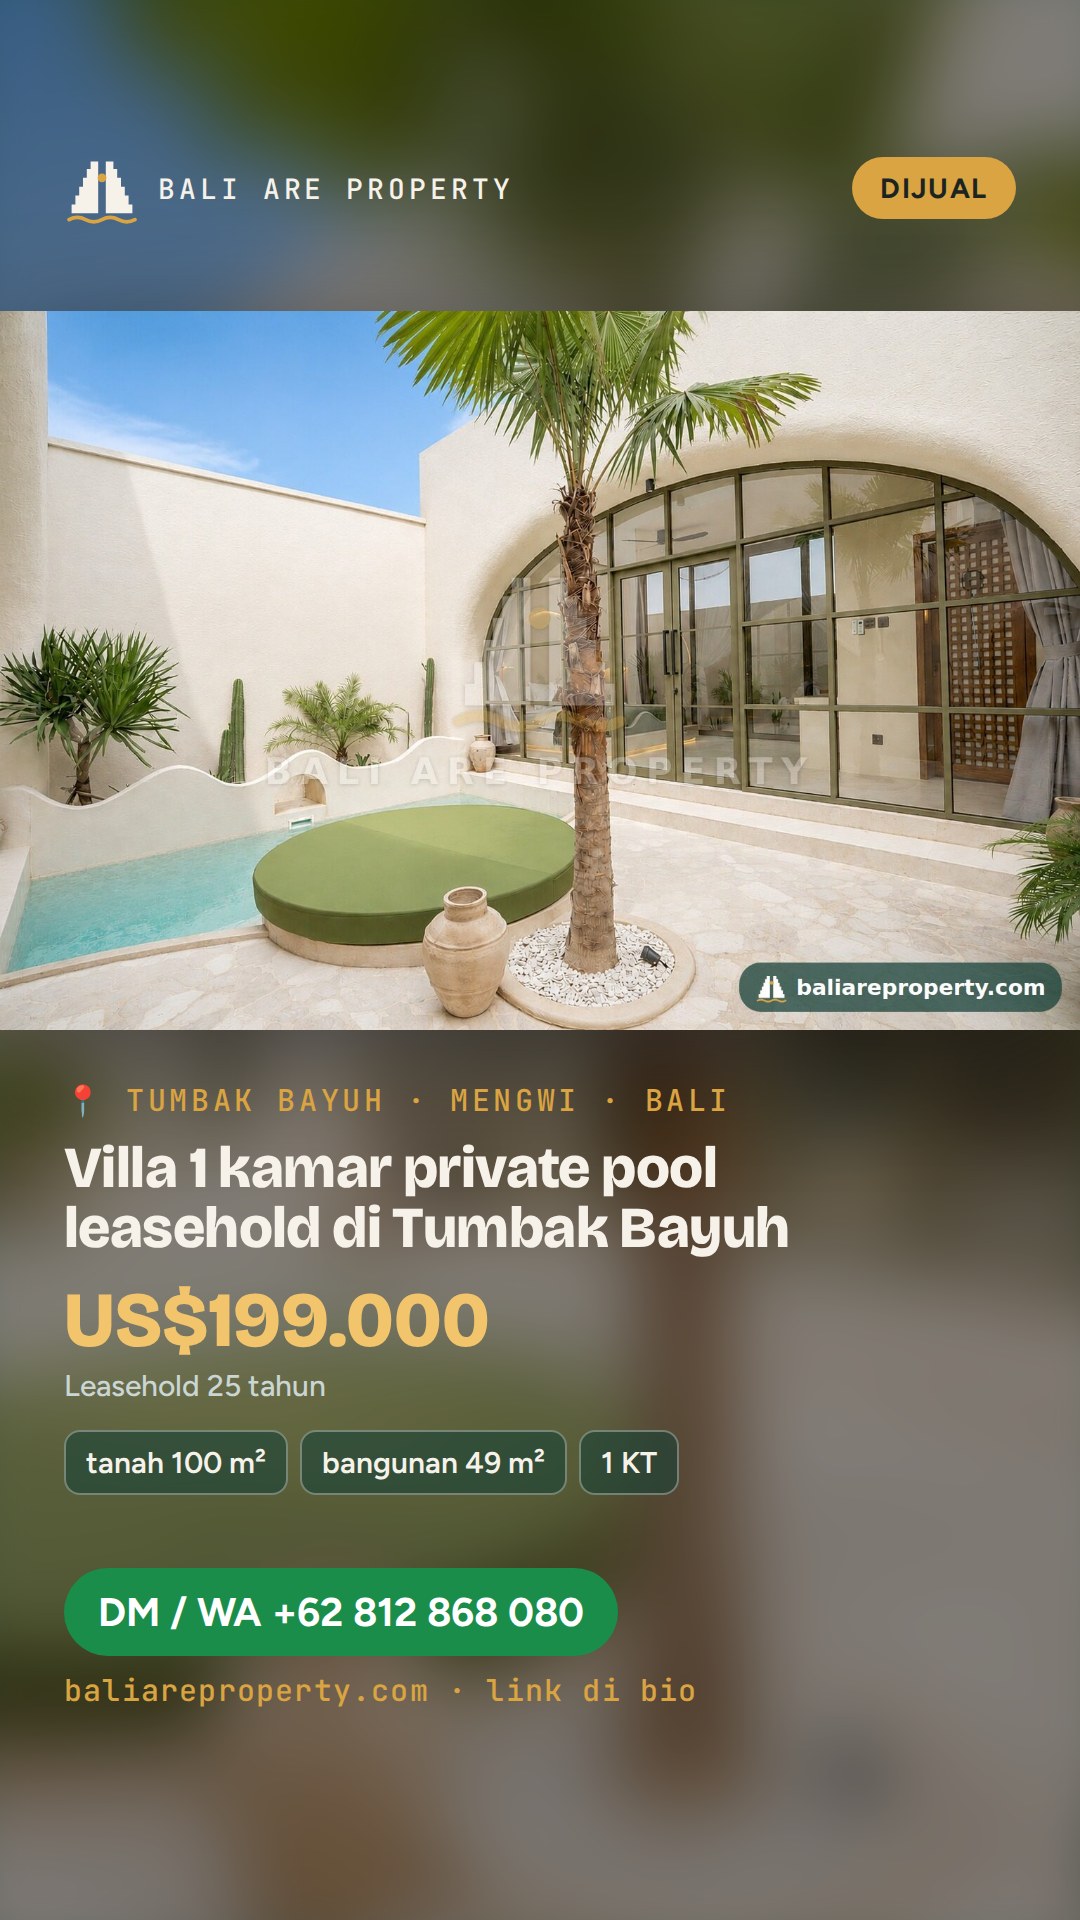 BALI ARE PROPERTY
DIJUAL
BALI ARE PROPERTY
baliareproperty.com
📍 TUMBAK BAYUH · MENGWI · BALI
Villa 1 kamar private pool
leasehold di Tumbak Bayuh
US$199.000
Leasehold 25 tahun
tanah 100 m²
bangunan 49 m²
1 KT
DM / WA +62 812 868 080
baliareproperty.com · link di bio